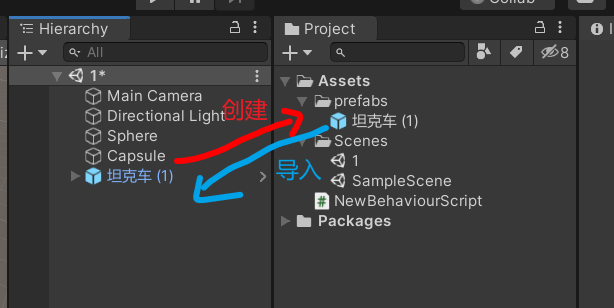 Collab
Hierarchy
All
1*
Main Camera
Directional Light
Sphere
Capsule
坦克车 (1)
创建
导入
Project
8
Assets
prefabs
坦克车 (1)
Scenes
1
SampleScene
NewBehaviourScript
Packages